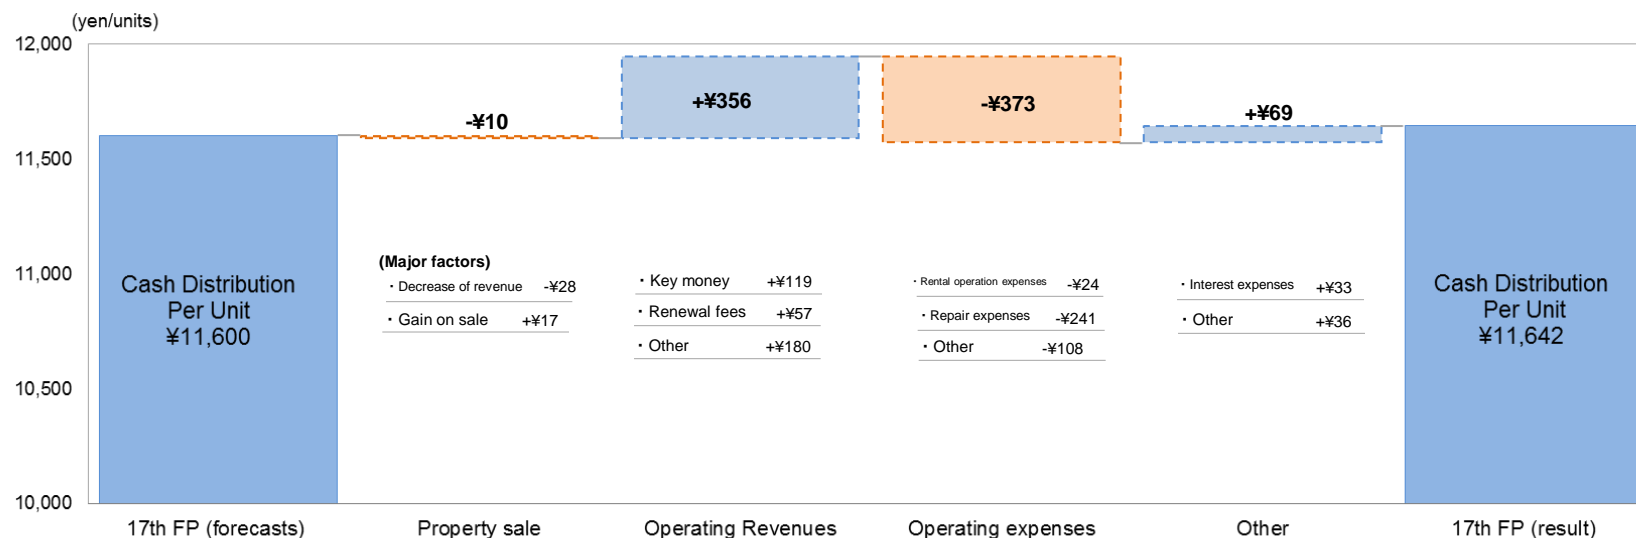 (yen/units)
12,000
11,500
11,000
10,500
10,000
-¥10
+¥356
-¥373
+¥69
Cash Distribution
Per Unit
¥11,600
(Major factors)
・Decrease of revenue -¥28
・Gain on sale +¥17
・Key money +¥119
・Renewal fees +¥57
・Other +¥180
・Rental operation expenses -¥24
・Repair expenses -¥241
・Other -¥108
・Interest expenses +¥33
・Other +¥36
Cash Distribution
Per Unit
¥11,642
17th FP (forecasts)
Property sale
Operating Revenues
Operating expenses
Other
17th FP (result)